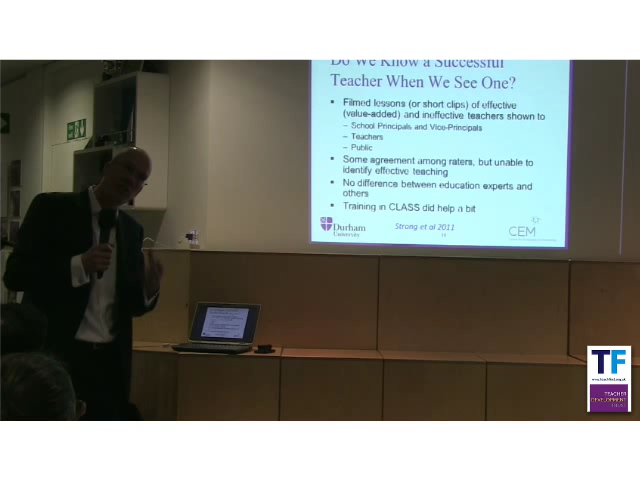 Do We Know a Successful
Teacher When We See One?
Filmed lessons (or short clips) of effective
(value-added) and ineffective teachers shown to
– School Principals and Vice-Principals
– Teachers
– Public
Some agreement among raters, but unable to
identify effective teaching
No difference between education experts and
others
Training in CLASS did help a bit
Durham
University
Strong et al 2011
CEM
TF
TEACHER
DEVELOPMENT
TRUST